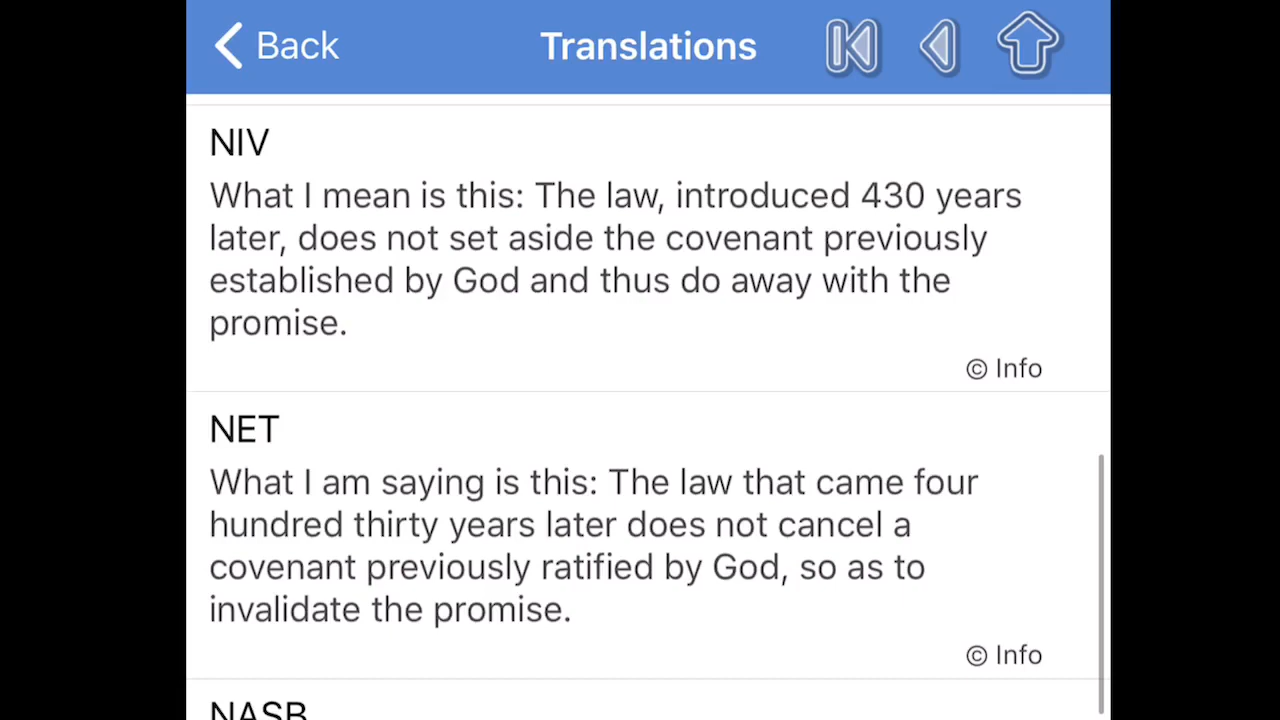 Back
Translations
NIV
What I mean is this: The law, introduced 430 years
later, does not set aside the covenant previously
established by God and thus do away with the
promise.
© Info
NET
What I am saying is this: The law that came four
hundred thirty years later does not cancel a
covenant previously ratified by God, so as to
invalidate the promise.
© Info
NASB